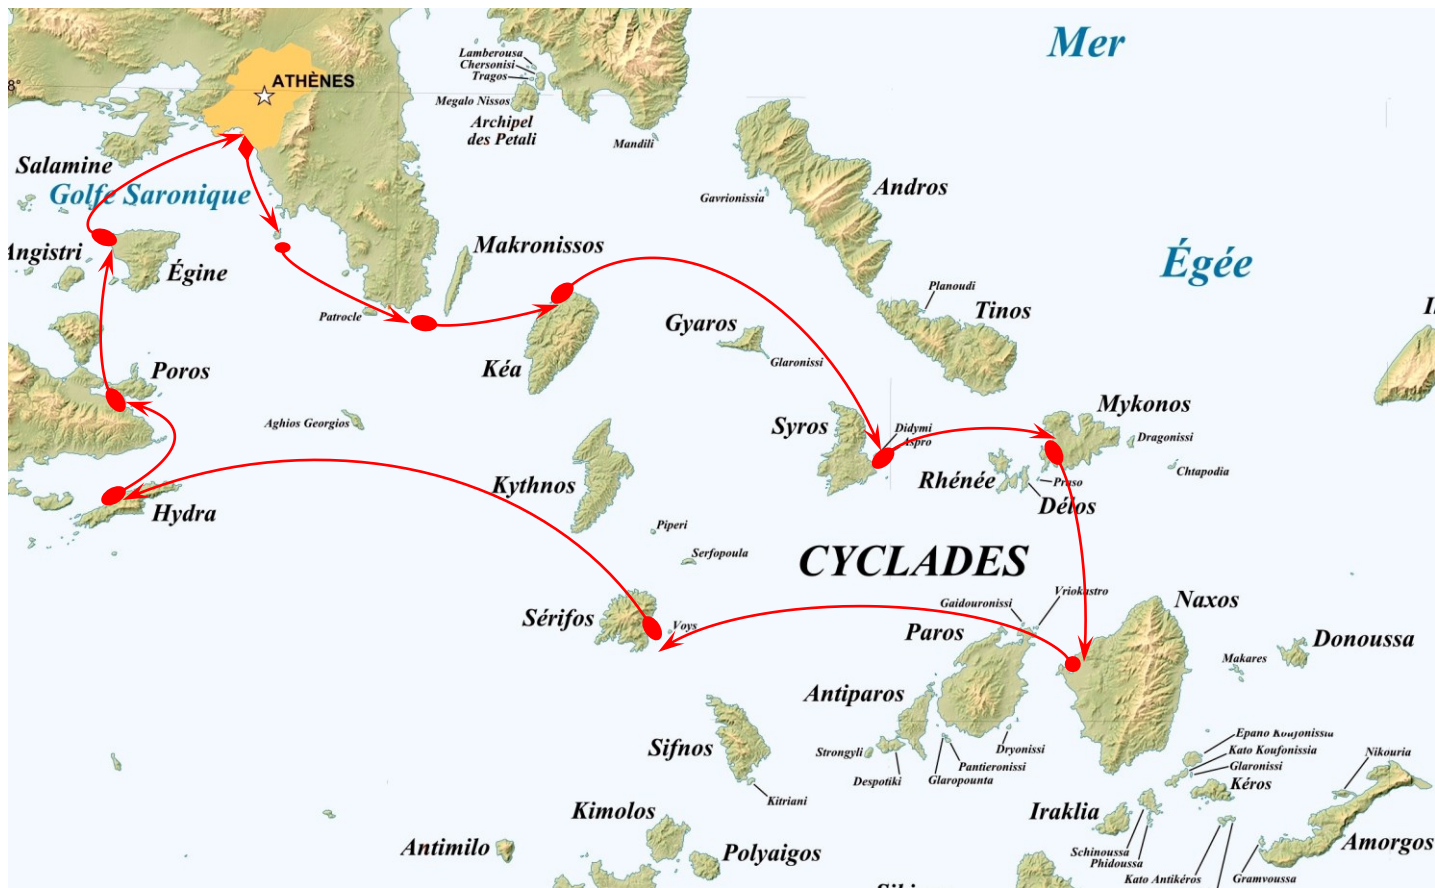 Mer
Lamberousa
Chersonisi
Tragos
ATHÈNES
8°
Megalo Nissos
Archipel
des Petali
Mandili
Salamine
Golfe Saronique
Gavrionissia
Andros
Angistri
Égine
Makronissos
Égée
Planoudi
Tinos
Patrocle
Gyaros
Glaronissi
Kéa
Poros
Aghios Georgios
Syros
Didymi
Aspro
Mykonos
Dragonissi
Chtapodia
Rhénée
Praso
Délos
Kythnos
Hydra
Piperi
Serfopoula
CYCLADES
Gaidouronissi
Vriokastro
Naxos
Sérifos
Voys
Paros
Donoussa
Makares
Antiparos
Sifnos
Strongyli
Despotiki
Dryonissi
Pantieronissi
Glaropounta
Epano Koufonissia
Kato Koufonissia
Glaronissi
Nikouria
Kéros
Kitriani
Kimolos
Iraklia
Antimilo
Polyaigos
Schinoussa
Phidoussa
Kato Antikéros
Gramvoussa
Amorgos